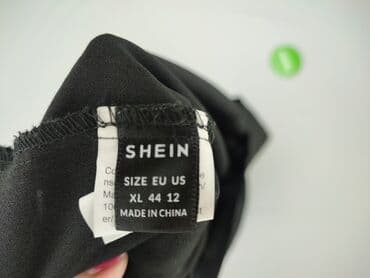 SHEIN
SIZE EU US
XL 44 12
MADE IN CHINA